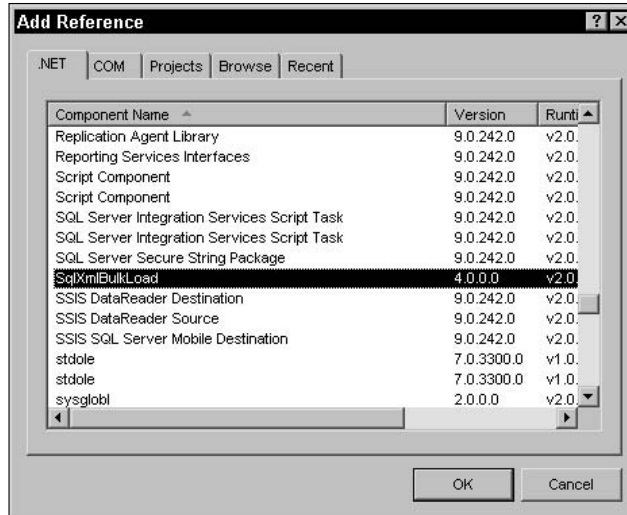 Add Reference
.NET COM Projects Browse Recent
Component Name Version Runti
Replication Agent Library 9.0.242.0 v2.0.
Reporting Services Interfaces 9.0.242.0 v2.0.
Script Component 9.0.242.0 v2.0.
Script Component 9.0.242.0 v2.0.
SQL Server Integration Services Script Task 9.0.242.0 v2.0.
SQL Server Integration Services Script Task 9.0.242.0 v2.0.
SQL Server Secure String Package 9.0.242.0 v2.0.
SqlXmlBulkLoad 4.0.0.0 v2.0.
SSIS DataReader Destination 9.0.242.0 v2.0.
SSIS DataReader Source 9.0.242.0 v2.0.
SSIS SQL Server Mobile Destination 9.0.242.0 v2.0.
stdole 7.0.3300.0 v1.0.
stdole 7.0.3300.0 v1.0.
sysglobl 2.0.0.0 v2.0.
OK Cancel